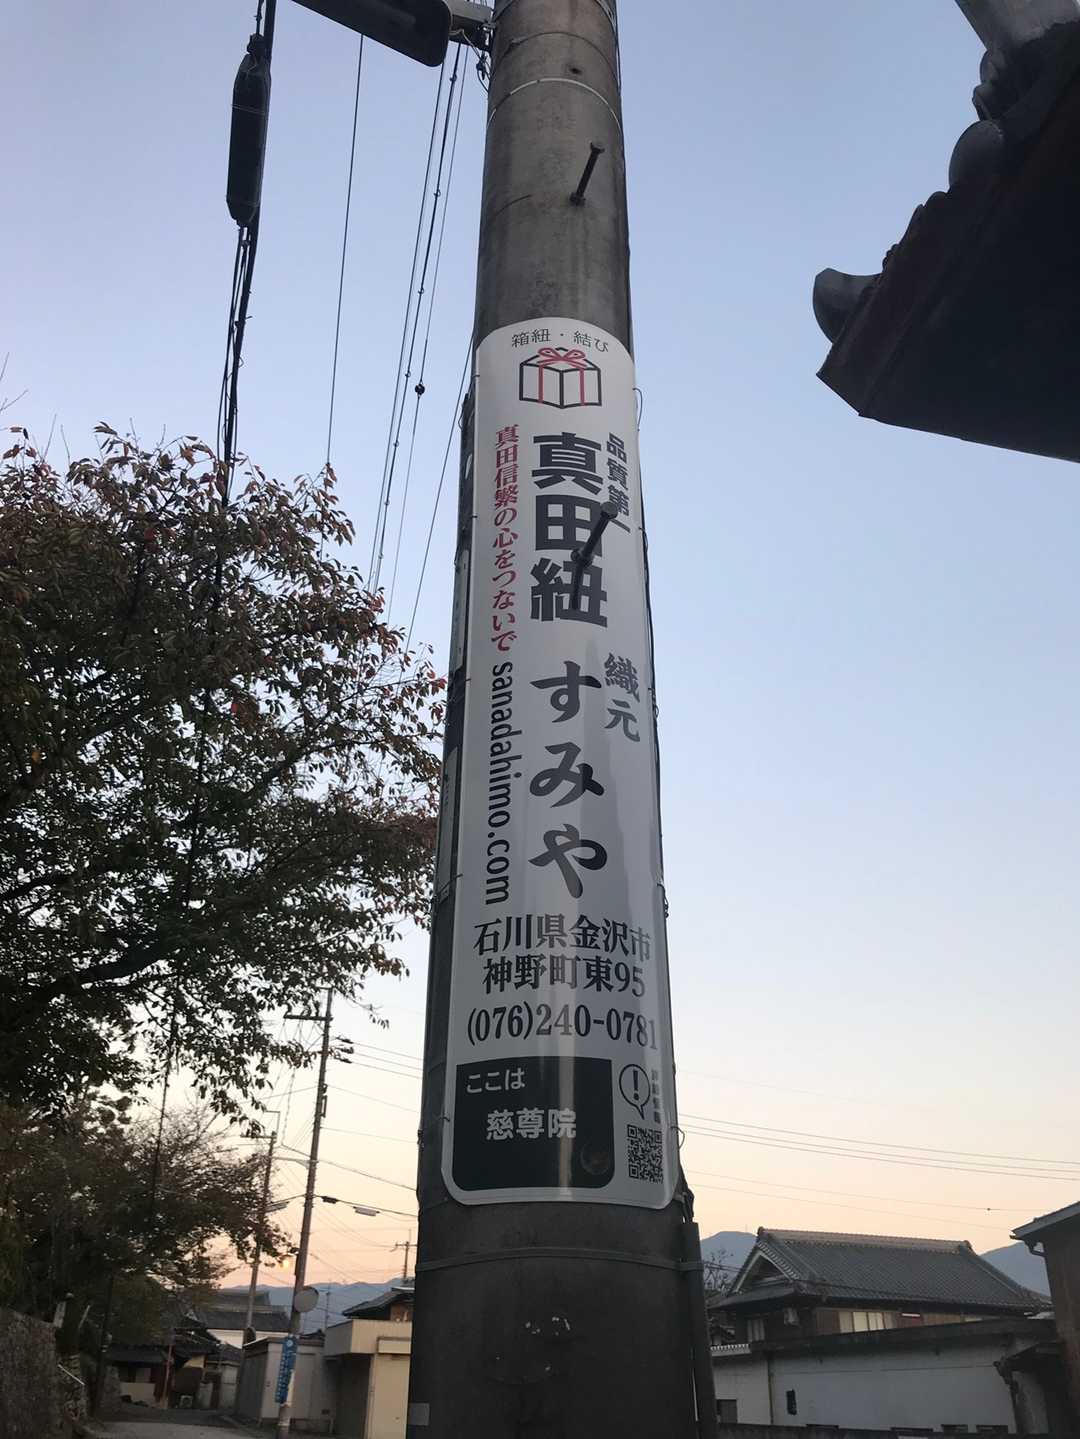 箱紐・結び
品質第一
真田紐
織元
すみや
真田信繁の心をつないで
sanadahimo.com
石川県金沢市
神野町東95
(076)240-0781
ここは
慈尊院